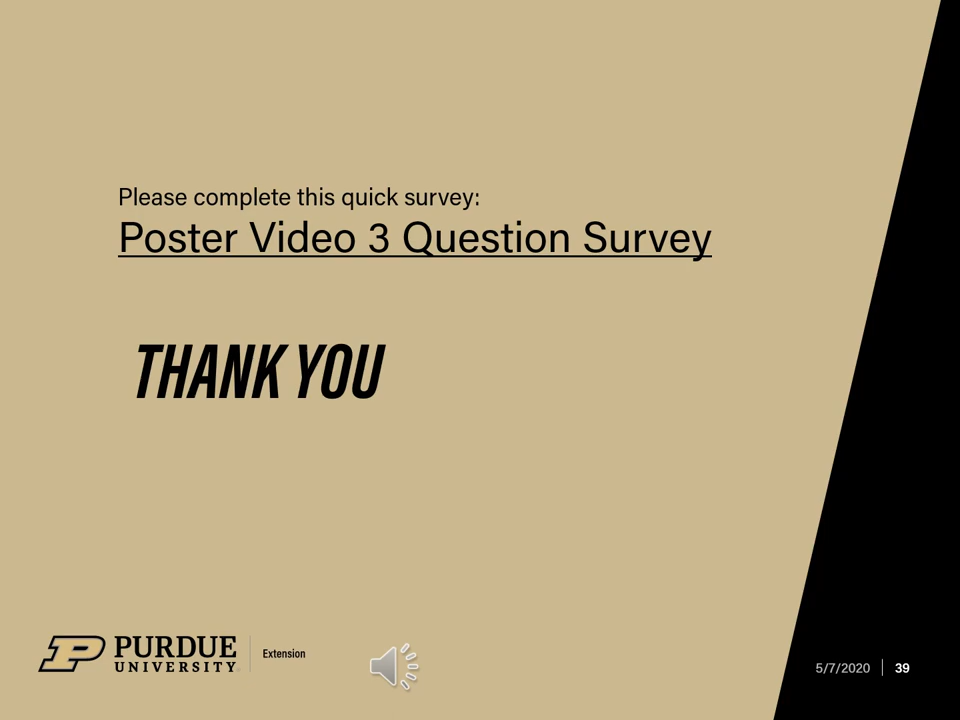 Please complete this quick survey:
Poster Video 3 Question Survey
THANK YOU
PURDUE
UNIVERSITY
Extension
5/7/2020
39